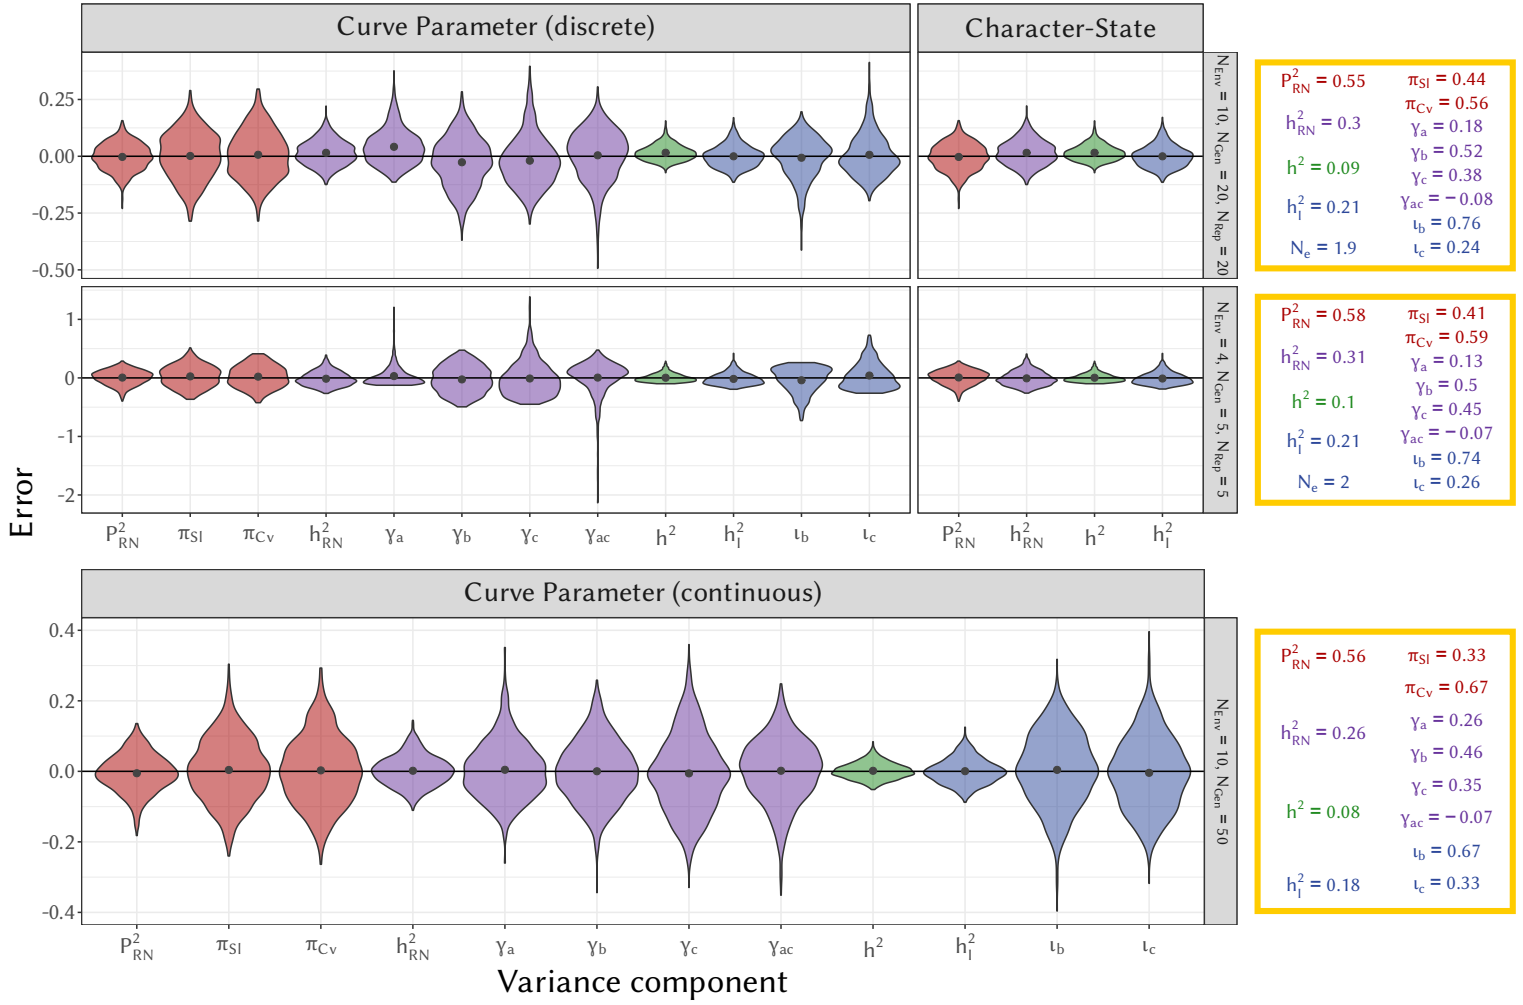 Curve Parameter (discrete)
Character-State
0.25
0.00
-0.25
-0.50
N_Env = 10, N_Gen = 20, N_Rep = 20
P²_RN = 0.55
h²_RN = 0.3
h² = 0.09
h²_I = 0.21
N_e = 1.9
π_Sl = 0.44
π_Cv = 0.56
γ_a = 0.18
γ_b = 0.52
γ_c = 0.38
γ_ac = −0.08
ι_b = 0.76
ι_c = 0.24
1
0
-1
-2
N_Env = 4, N_Gen = 5, N_Rep = 5
P²_RN = 0.58
h²_RN = 0.31
h² = 0.1
h²_I = 0.21
N_e = 2
π_Sl = 0.41
π_Cv = 0.59
γ_a = 0.13
γ_b = 0.5
γ_c = 0.45
γ_ac = −0.07
ι_b = 0.74
ι_c = 0.26
P²_RN π_Sl π_Cv h²_RN γ_a γ_b γ_c γ_ac h² h²_I ι_b ι_c
P²_RN h²_RN h² h²_I
Error
Curve Parameter (continuous)
0.4
0.2
0.0
-0.2
-0.4
N_Env = 10, N_Gen = 50
P²_RN = 0.56
h²_RN = 0.26
h² = 0.08
h²_I = 0.18
π_Sl = 0.33
π_Cv = 0.67
γ_a = 0.26
γ_b = 0.46
γ_c = 0.35
γ_ac = −0.07
ι_b = 0.67
ι_c = 0.33
P²_RN π_Sl π_Cv h²_RN γ_a γ_b γ_c γ_ac h² h²_I ι_b ι_c
Variance component